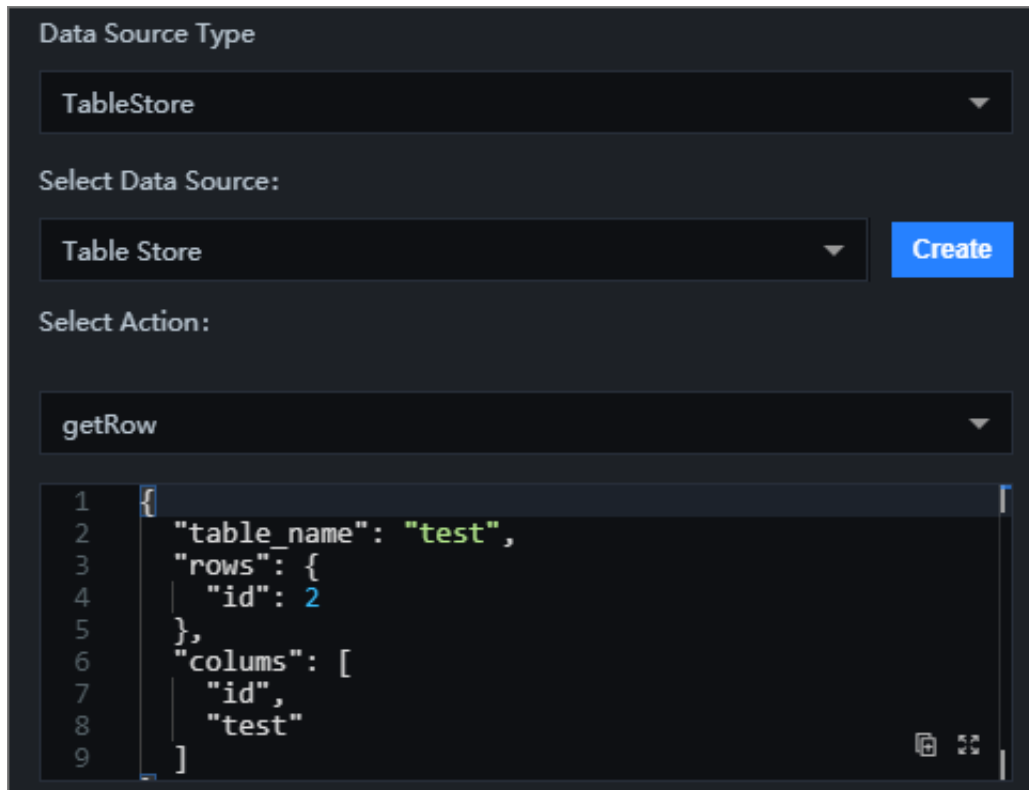 Data Source Type
TableStore
Select Data Source:
Table Store
Create
Select Action:
getRow
1 {
2 "table_name": "test",
3 "rows": {
4 "id": 2
5 },
6 "colums": [
7 "id",
8 "test"
9 ]